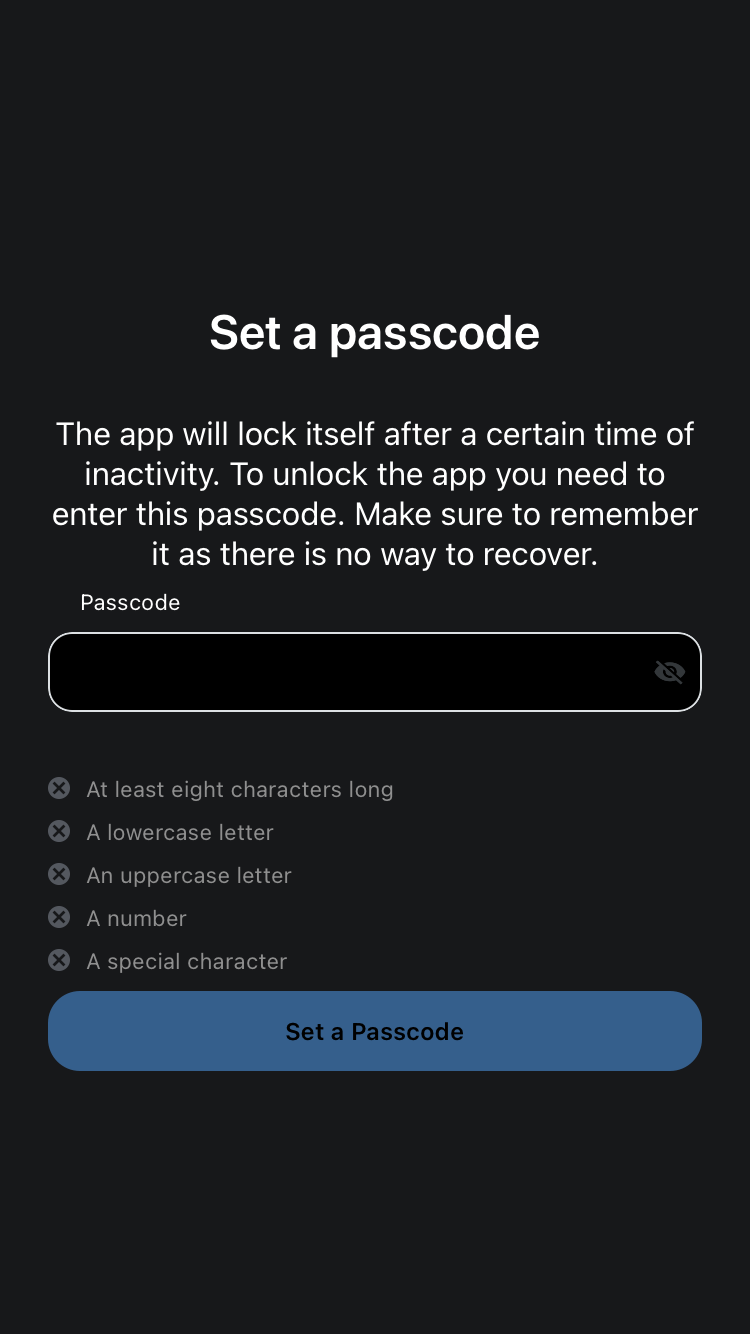 Set a passcode
The app will lock itself after a certain time of
inactivity. To unlock the app you need to
enter this passcode. Make sure to remember
it as there is no way to recover.
Passcode
At least eight characters long
A lowercase letter
An uppercase letter
A number
A special character
Set a Passcode